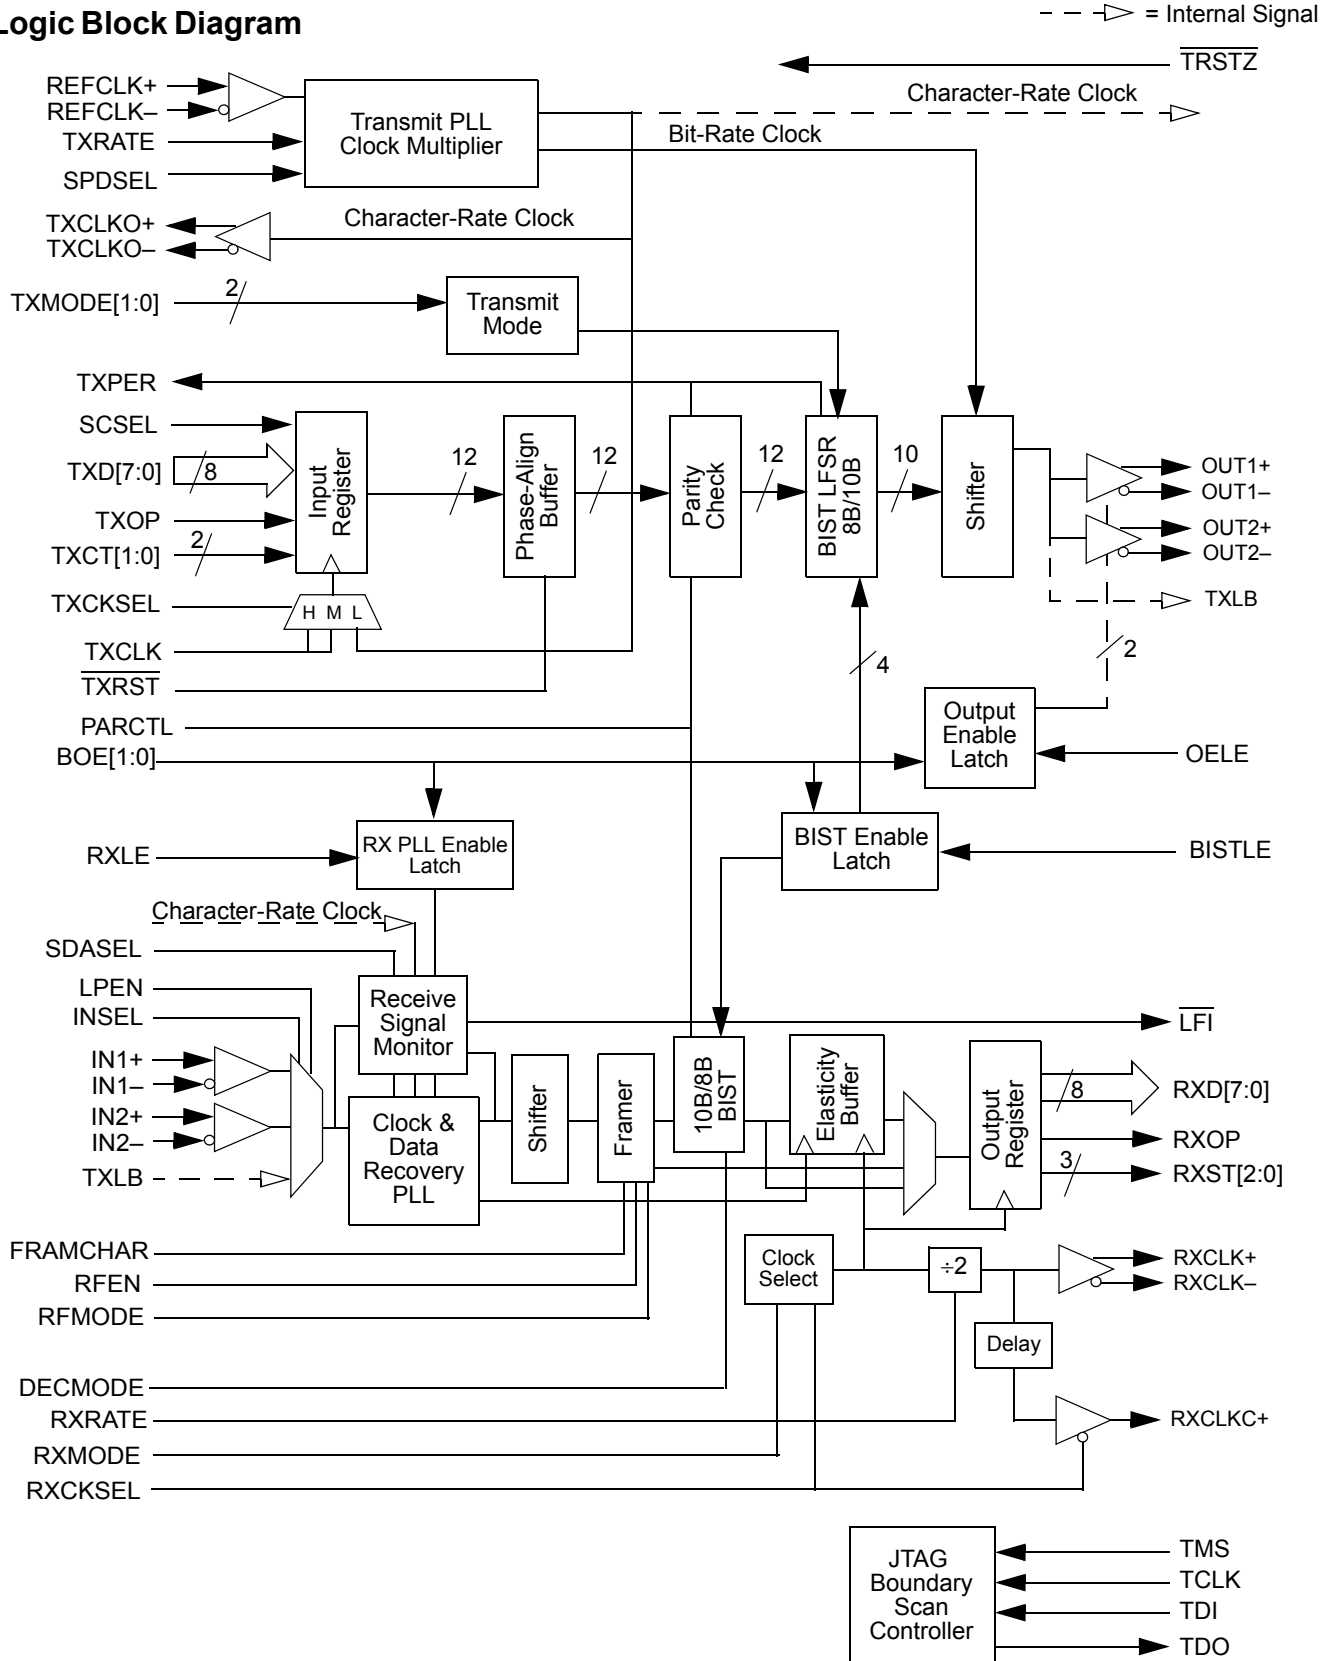 Logic Block Diagram
= Internal Signal
TRSTZ
REFCLK+
REFCLK–
TXRATE
SPDSEL
Transmit PLL
Clock Multiplier
Character-Rate Clock
Bit-Rate Clock
TXCLKO+
TXCLKO–
Character-Rate Clock
TXMODE[1:0]
2
Transmit
Mode
TXPER
SCSEL
TXD[7:0]
8
TXOP
TXCT[1:0]
2
Input
Register
12
Phase-Align
Buffer
12
Parity
Check
12
BIST LFSR
8B/10B
10
Shifter
OUT1+
OUT1–
OUT2+
OUT2–
TXLB
TXCKSEL
H M L
TXCLK
TXRST
4
2
PARCTL
BOE[1:0]
Output
Enable
Latch
OELE
RXLE
RX PLL Enable
Latch
BIST Enable
Latch
BISTLE
Character-Rate Clock
SDASEL
LPEN
INSEL
IN1+
IN1–
IN2+
IN2–
TXLB
Receive
Signal
Monitor
LFI
Clock &
Data
Recovery
PLL
Shifter
Framer
10B/8B
BIST
Elasticity
Buffer
Output
Register
8
RXD[7:0]
RXOP
3
RXST[2:0]
FRAMCHAR
RFEN
RFMODE
Clock
Select
÷2
RXCLK+
RXCLK–
Delay
DECMODE
RXRATE
RXMODE
RXCKSEL
RXCLKC+
JTAG
Boundary
Scan
Controller
TMS
TCLK
TDI
TDO